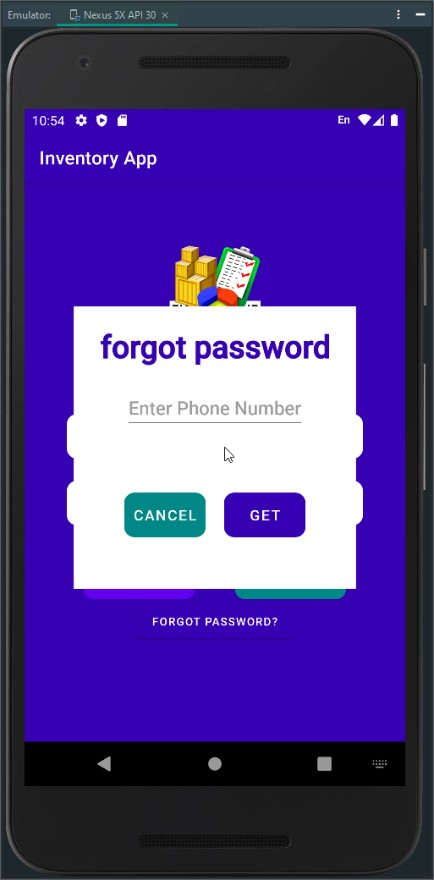 Emulator: Nexus 5X API 30
10:54 En
Inventory App
forgot password
Enter Phone Number
CANCEL GET
FORGOT PASSWORD?